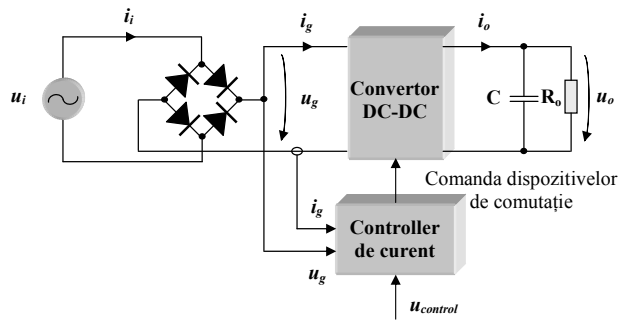 i_i
i_g
i_o
u_i
u_g
Convertor
DC-DC
C
R_o
u_o
Comanda dispozitivelor
de comutație
i_g
Controller
de curent
u_g
u_control